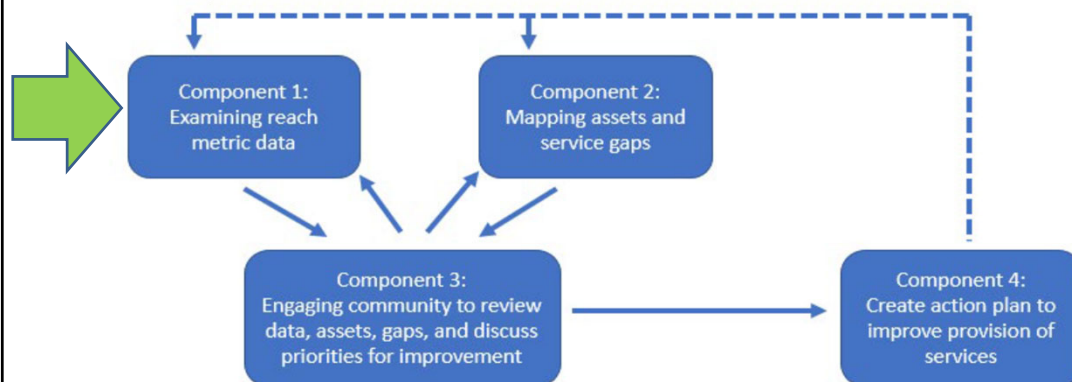 Component 1:
Examining reach
metric data
Component 2:
Mapping assets and
service gaps
Component 3:
Engaging community to review
data, assets, gaps, and discuss
priorities for improvement
Component 4:
Create action plan to
improve provision of
services